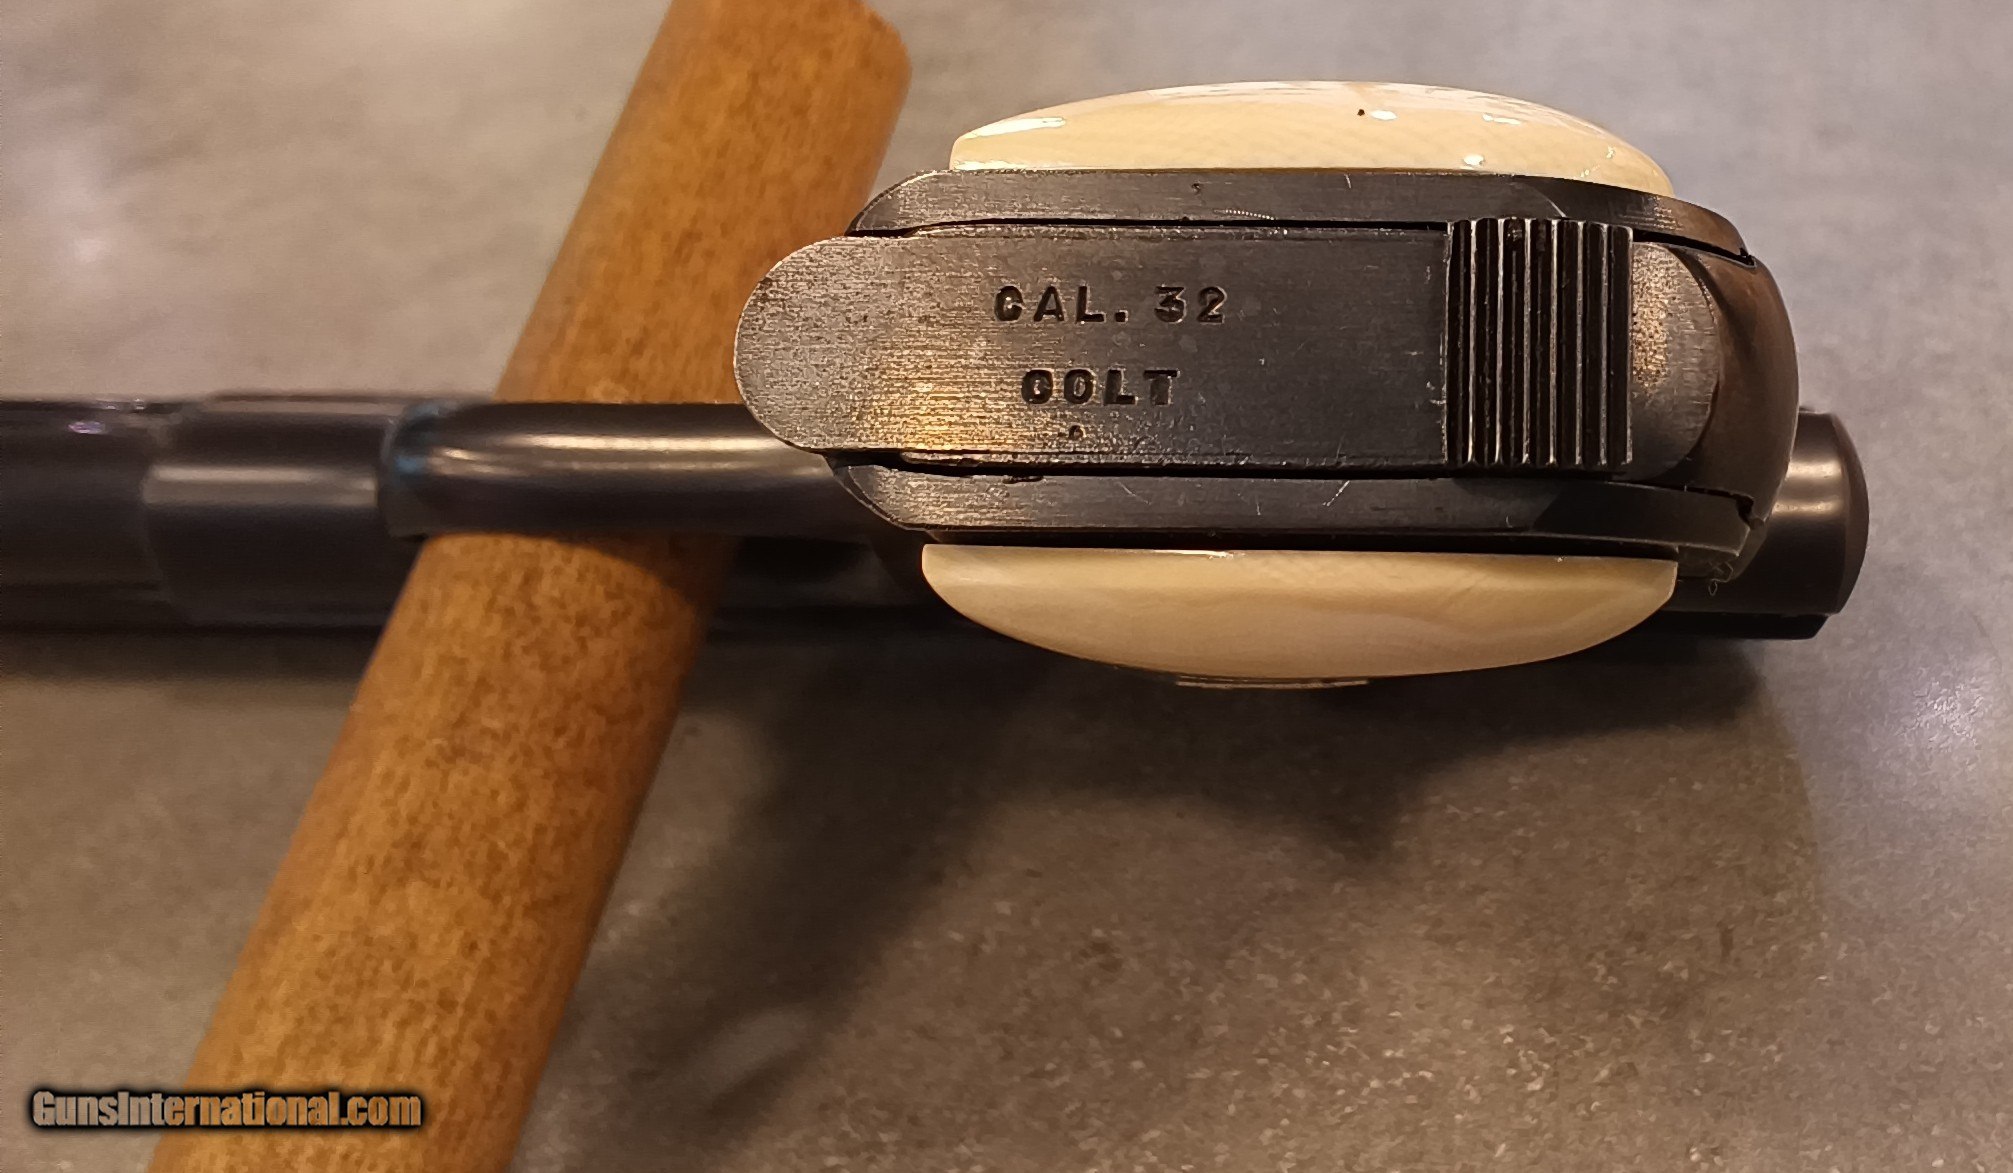 CAL. 32
COLT
GunsInternational.com